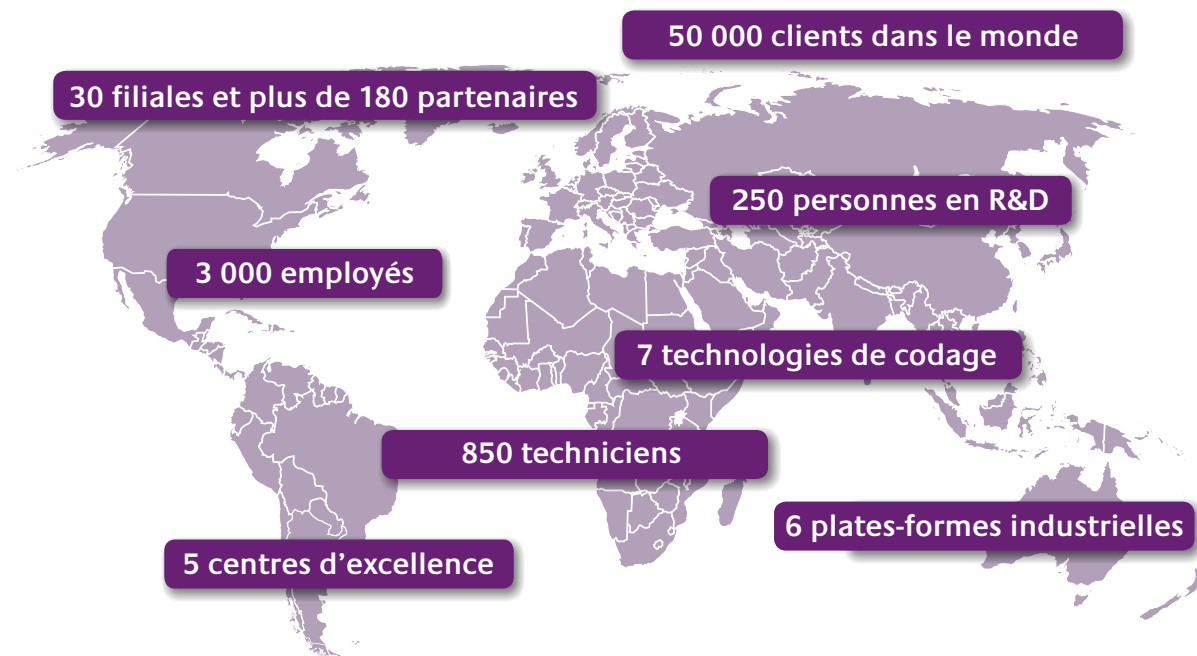 50 000 clients dans le monde
30 filiales et plus de 180 partenaires
250 personnes en R&D
3 000 employés
7 technologies de codage
850 techniciens
6 plates-formes industrielles
5 centres d’excellence